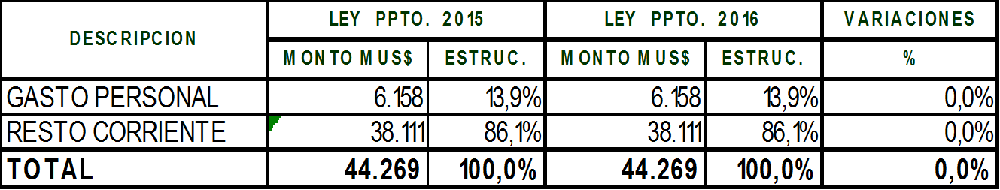 DESCRIPCION LEY PPTO. 2015 LEY PPTO. 2016 VARIACIONES
MONTO MUS$ ESTRUC. MONTO MUS$ ESTRUC. %
GASTO PERSONAL 6.158 13,9% 6.158 13,9% 0,0%
RESTO CORRIENTE 38.111 86,1% 38.111 86,1% 0,0%
TOTAL 44.269 100,0% 44.269 100,0% 0,0%